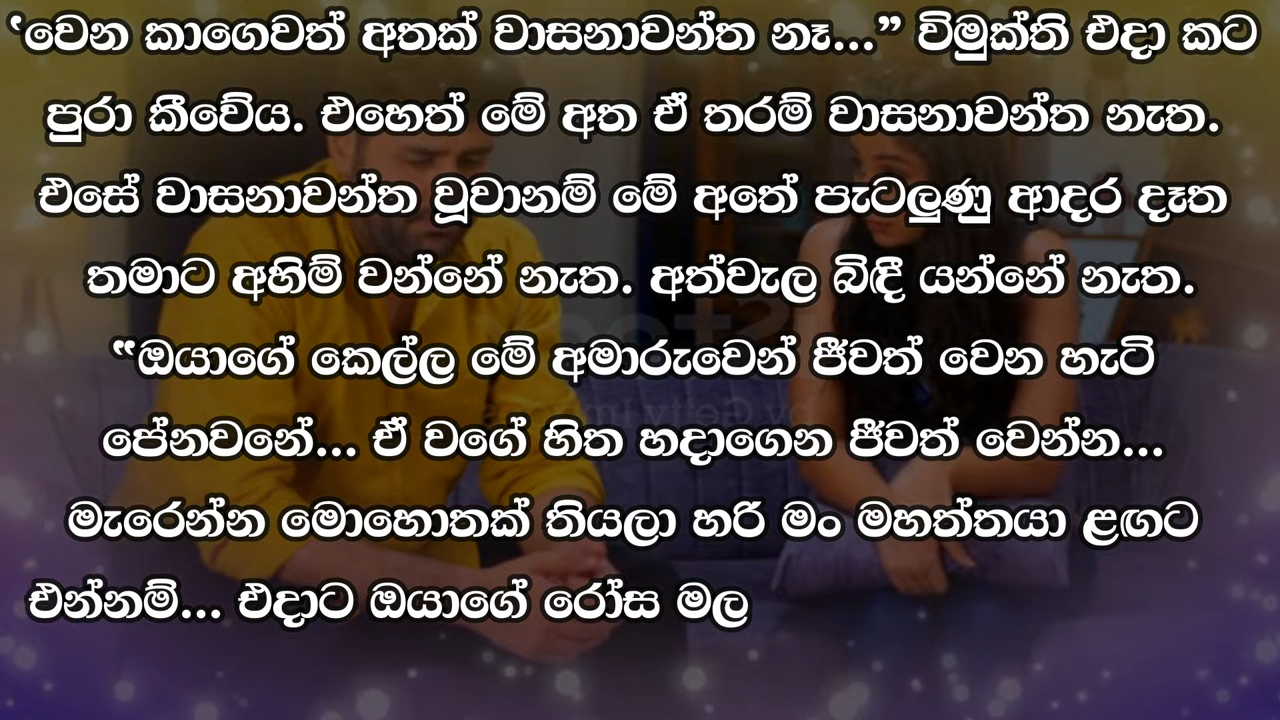 ‘වෙන කාගෙවත් අතක් වාසනාවන්ත නෑ...” විමුක්ති එදා කට
පුරා කීවේය. එහෙත් මේ අත ඒ තරම් වාසනාවන්ත නැත.
එසේ වාසනාවන්ත වූවානම් මේ අතේ පැටලුණු ආදර දෑත
තමාට අහිමි වන්නේ නැත. අත්වැල බිඳී යන්නේ නැත.
“ඔයාගේ කෙල්ල මේ අමාරුවෙන් ජීවත් වෙන හැටි
පේනවනේ... ඒ වගේ හිත හදාගෙන ජීවත් වෙන්න...
මැරෙන්න මොහොතක් තියලා හරි මං මහත්තයා ළඟට
එන්නම්... එදාට ඔයාගේ රෝස මල